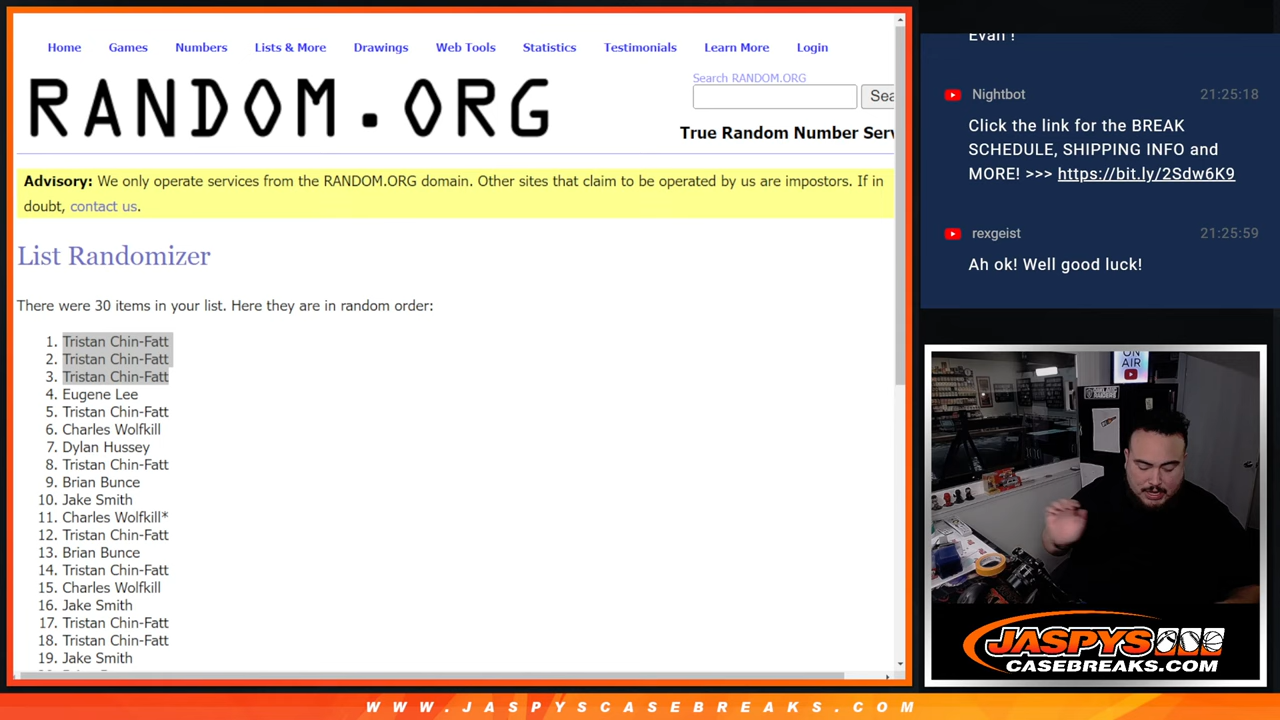 Home Games Numbers Lists & More Drawings Web Tools Statistics Testimonials Learn More Login
RANDOM.ORG
Search RANDOM.ORG
Sea
True Random Number Serv
Advisory: We only operate services from the RANDOM.ORG domain. Other sites that claim to be operated by us are impostors. If in
doubt, contact us.
List Randomizer
There were 30 items in your list. Here they are in random order:
1. Tristan Chin-Fatt
2. Tristan Chin-Fatt
3. Tristan Chin-Fatt
4. Eugene Lee
5. Tristan Chin-Fatt
6. Charles Wolfkill
7. Dylan Hussey
8. Tristan Chin-Fatt
9. Brian Bunce
10. Jake Smith
11. Charles Wolfkill*
12. Tristan Chin-Fatt
13. Brian Bunce
14. Tristan Chin-Fatt
15. Charles Wolfkill
16. Jake Smith
17. Tristan Chin-Fatt
18. Tristan Chin-Fatt
19. Jake Smith
Evan !
Nightbot 21:25:18
Click the link for the BREAK
SCHEDULE, SHIPPING INFO and
MORE! >>> https://bit.ly/2Sdw6K9
rexgeist 21:25:59
Ah ok! Well good luck!
ON
AIR
JASPYS
CASEBREAKS.COM
WWW.JASPYSCASEBREAKS.COM